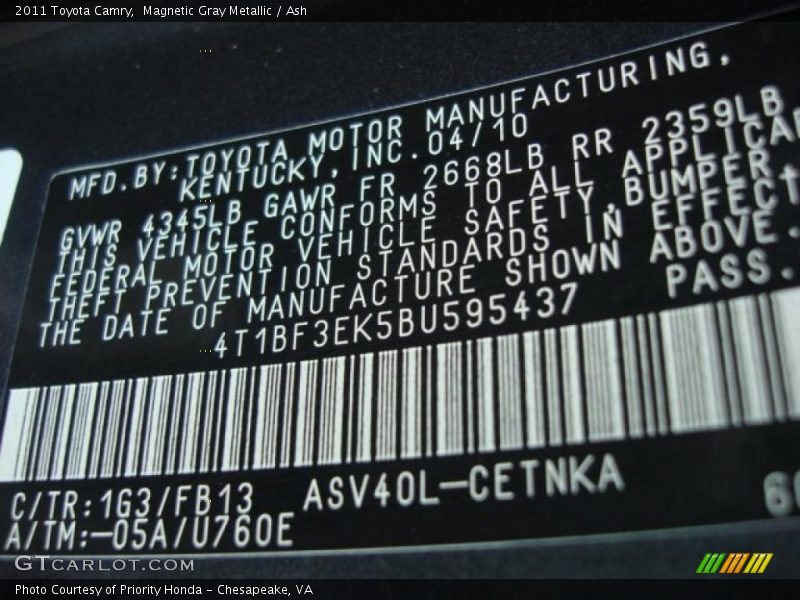 2011 Toyota Camry,  Magnetic Gray Metallic / Ash
MFD.BY:TOYOTA MOTOR MANUFACTURING,
KENTUCKY,INC.04/10
GVWR 4345LB GAWR FR 2668LB RR 2359LB
THIS VEHICLE CONFORMS TO ALL APPLICA
FEDERAL MOTOR VEHICLE SAFETY,BUMPER,
THEFT PREVENTION STANDARDS IN EFFECT
THE DATE OF MANUFACTURE SHOWN ABOVE.
4T1BF3EK5BU595437 PASS.
C/TR:1G3/FB13 ASV40L-CETNKA
A/TM:-05A/U760E
GTCARLOT.COM
Photo Courtesy of Priority Honda - Chesapeake, VA